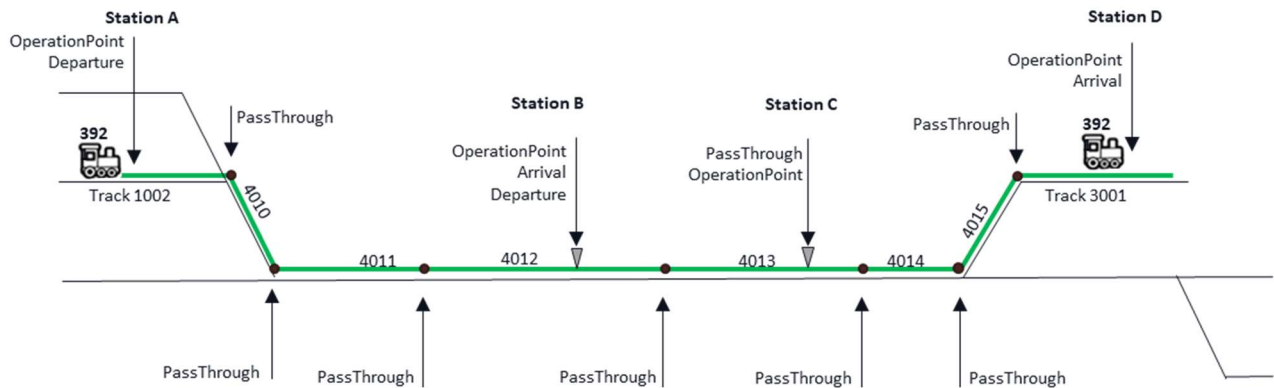 Station A
OperationPoint
Departure
PassThrough
392
Track 1002
4010
4011
4012
Station B
OperationPoint
Arrival
Departure
Station C
PassThrough
OperationPoint
4013
4014
4015
PassThrough
Station D
OperationPoint
Arrival
392
Track 3001
PassThrough
PassThrough
PassThrough
PassThrough
PassThrough